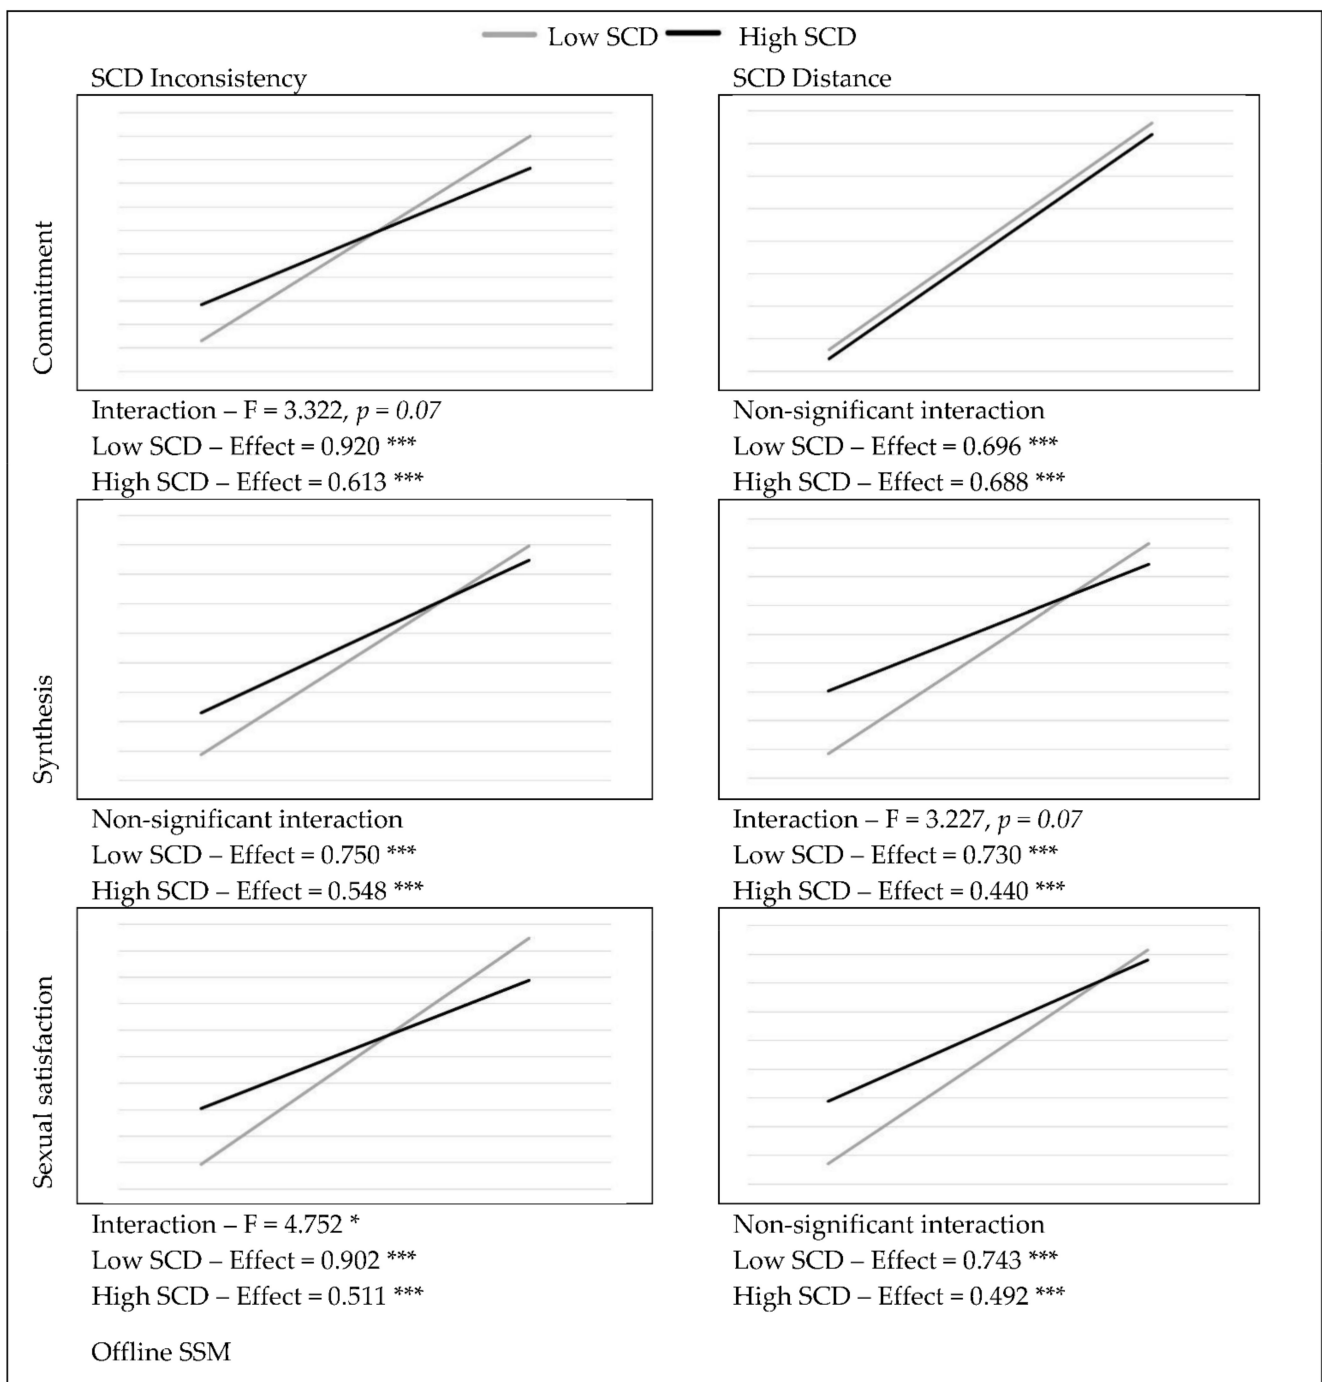 Low SCD High SCD
SCD Inconsistency SCD Distance
Commitment
Interaction – F = 3.322, p = 0.07 Non-significant interaction
Low SCD – Effect = 0.920 *** Low SCD – Effect = 0.696 ***
High SCD – Effect = 0.613 *** High SCD – Effect = 0.688 ***
Synthesis
Non-significant interaction Interaction – F = 3.227, p = 0.07
Low SCD – Effect = 0.750 *** Low SCD – Effect = 0.730 ***
High SCD – Effect = 0.548 *** High SCD – Effect = 0.440 ***
Sexual satisfaction
Interaction – F = 4.752 * Non-significant interaction
Low SCD – Effect = 0.902 *** Low SCD – Effect = 0.743 ***
High SCD – Effect = 0.511 *** High SCD – Effect = 0.492 ***
Offline SSM